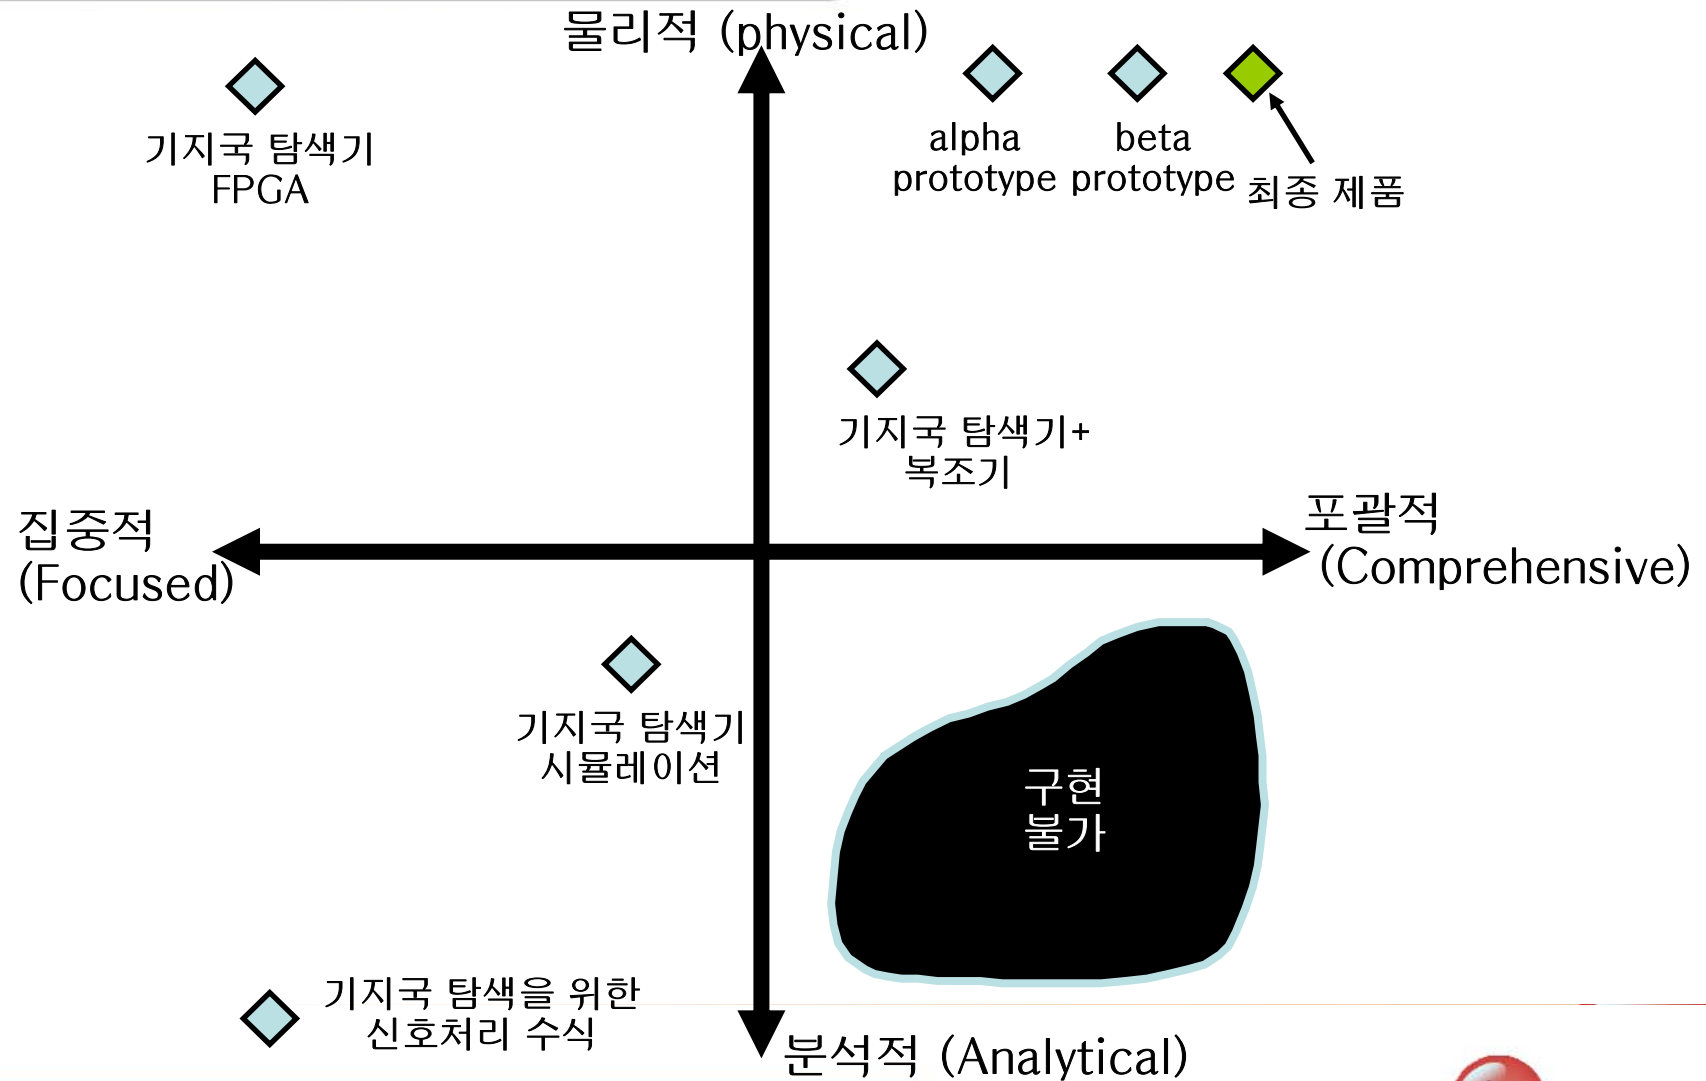 물리적 (physical)
기지국 탐색기
FPGA
alpha
prototype
beta
prototype
최종 제품
기지국 탐색기+
복조기
집중적
(Focused)
포괄적
(Comprehensive)
기지국 탐색기
시뮬레이션
구현
불가
기지국 탐색을 위한
신호처리 수식
분석적 (Analytical)